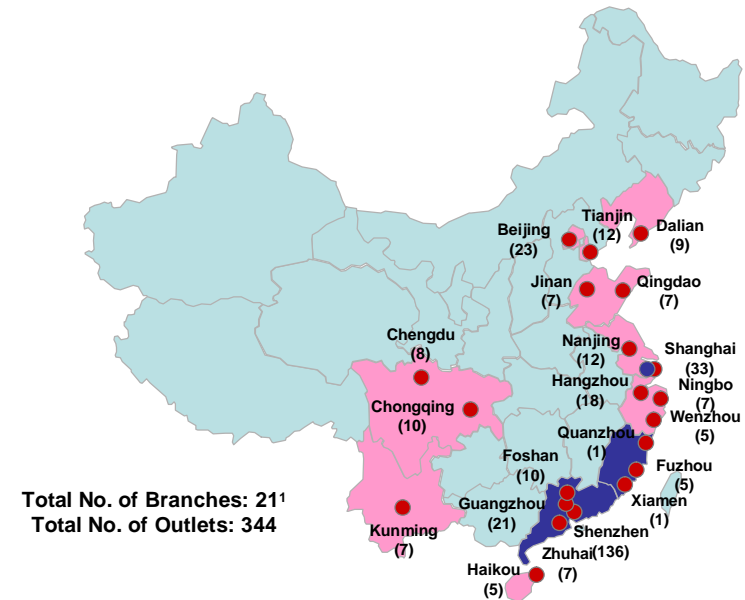 Tianjin
(12)
Beijing
(23)
Dalian
(9)
Jinan
(7)
Qingdao
(7)
Nanjing
(12)
Shanghai
(33)
Chengdu
(8)
Hangzhou
(18)
Ningbo
(7)
Chongqing
(10)
Wenzhou
(5)
Quanzhou
(1)
Foshan
(10)
Fuzhou
(5)
Xiamen
(1)
Guangzhou
(21)
Total No. of Branches: 21¹
Total No. of Outlets: 344
Kunming
(7)
Shenzhen
(136)
Zhuhai
(7)
Haikou
(5)